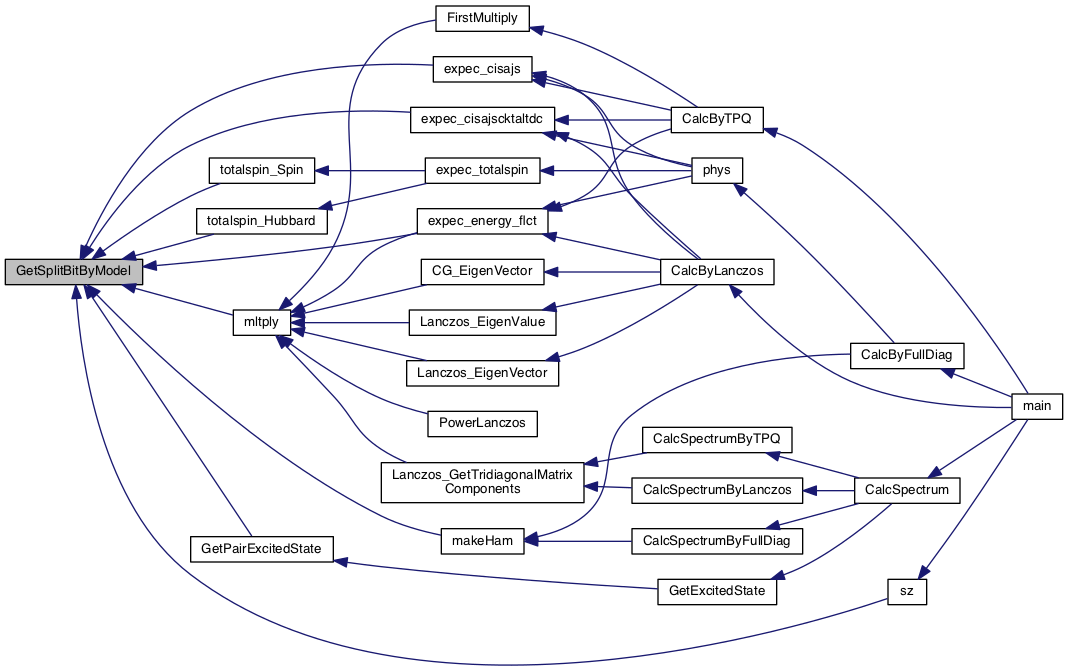 FirstMultiply
expec_cisajs
expec_cisajscktaltdc
CalcByTPQ
totalspin_Spin
expec_totalspin
phys
totalspin_Hubbard
expec_energy_flct
GetSplitBitByModel
CG_EigenVector
CalcByLanczos
mltply
Lanczos_EigenValue
Lanczos_EigenVector
CalcByFullDiag
main
PowerLanczos
CalcSpectrumByTPQ
Lanczos_GetTridiagonalMatrix
Components
CalcSpectrumByLanczos
CalcSpectrum
makeHam
CalcSpectrumByFullDiag
GetPairExcitedState
GetExcitedState
sz